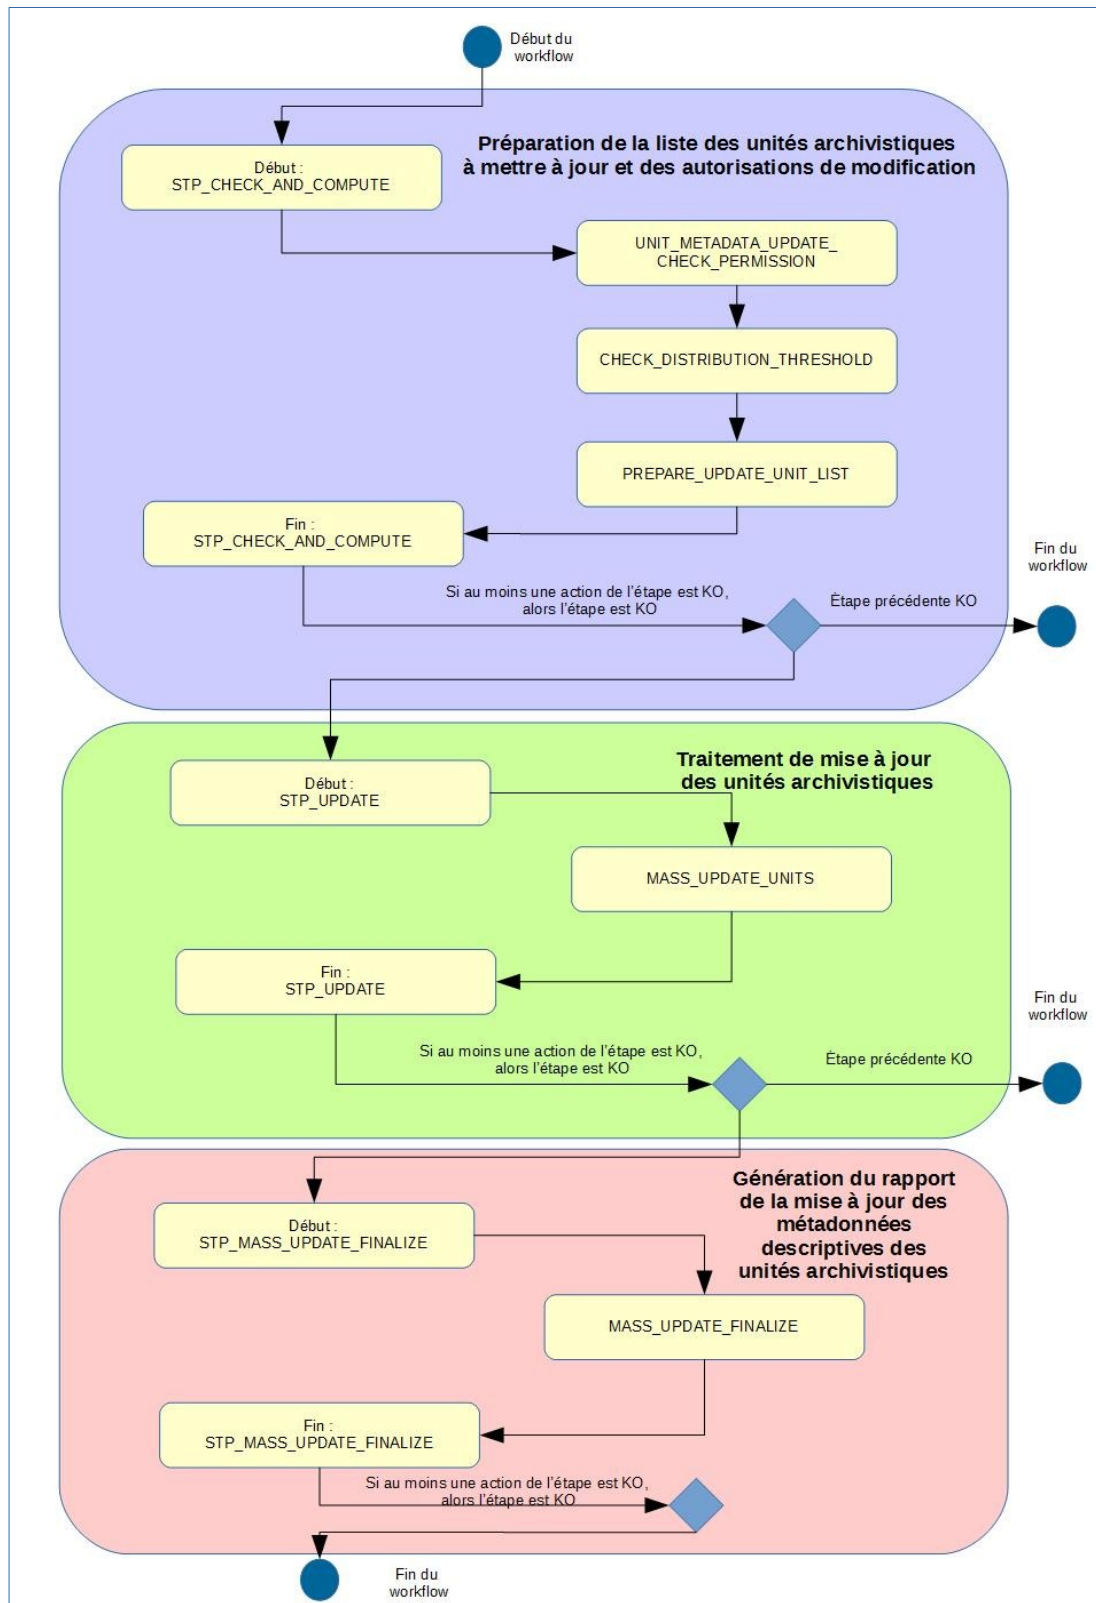 Début du
workflow
Préparation de la liste des unités archivistiques
à mettre à jour et des autorisations de modification
Début :
STP_CHECK_AND_COMPUTE
UNIT_METADATA_UPDATE_
CHECK_PERMISSION
CHECK_DISTRIBUTION_THRESHOLD
PREPARE_UPDATE_UNIT_LIST
Fin :
STP_CHECK_AND_COMPUTE
Si au moins une action de l'étape est KO,
alors l'étape est KO
Étape précédente KO
Fin du
workflow
Traitement de mise à jour
des unités archivistiques
Début :
STP_UPDATE
MASS_UPDATE_UNITS
Fin :
STP_UPDATE
Si au moins une action de l'étape est KO,
alors l'étape est KO
Étape précédente KO
Fin du
workflow
Génération du rapport
de la mise à jour des
métadonnées
descriptives des
unités archivistiques
Début :
STP_MASS_UPDATE_FINALIZE
MASS_UPDATE_FINALIZE
Fin :
STP_MASS_UPDATE_FINALIZE
Si au moins une action de l'étape est KO,
alors l'étape est KO
Fin du
workflow